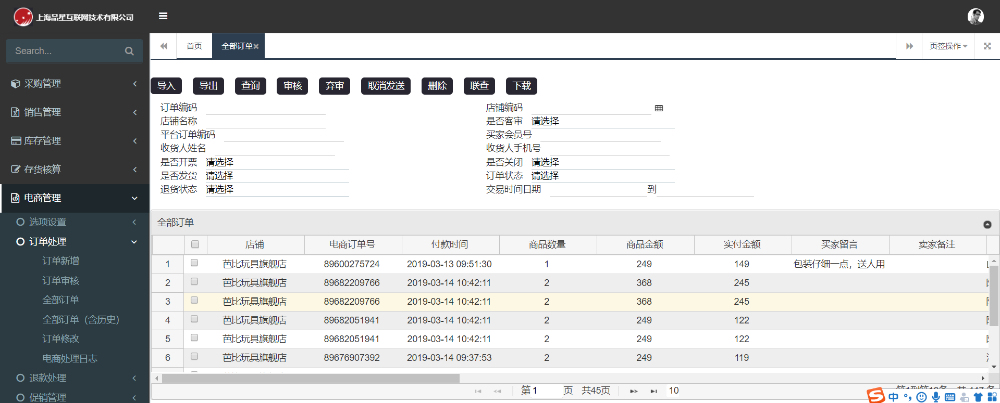 上海品星互联网技术有限公司
Search...
采购管理
销售管理
库存管理
存货核算
电商管理
选项设置
订单处理
订单新增
订单审核
全部订单
全部订单（含历史）
订单修改
电商处理日志
退款处理
促销管理
首页 全部订单 页签操作
导入 导出 查询 审核 弃审 取消发送 删除 联查 下载
订单编码 店铺编码
店铺名称 是否客审 请选择
平台订单编码 买家会员号
收货人姓名 收货人手机号
是否开票 请选择 是否关闭 请选择
是否发货 请选择 订单状态 请选择
退货状态 请选择 交易时间日期 到
全部订单
店铺 电商订单号 付款时间 商品数量 商品金额 实付金额 买家留言 卖家备注
1 芭比玩具旗舰店 89600275724 2019-03-13 09:51:30 1 249 149 包装仔细一点，送人用
2 芭比玩具旗舰店 89682209766 2019-03-14 10:42:11 2 368 245
3 芭比玩具旗舰店 89682209766 2019-03-14 10:42:11 2 368 245
4 芭比玩具旗舰店 89682051941 2019-03-14 10:42:11 2 249 122
5 芭比玩具旗舰店 89682051941 2019-03-14 10:42:11 2 249 122
6 芭比玩具旗舰店 89676907392 2019-03-14 09:37:53 2 249 119
第 1 页 共45页 10
中